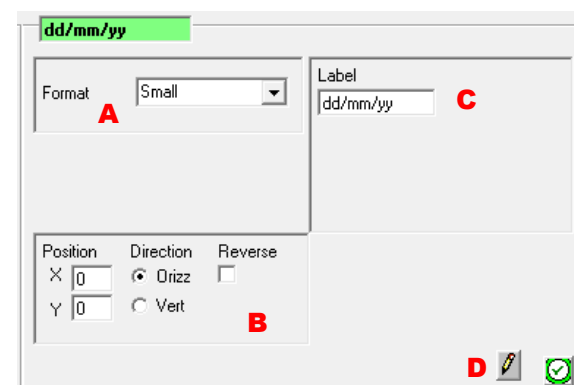 dd/mm/yy
Format Small
A
Label
dd/mm/yy
C
Position Direction Reverse
X 0 Orizz
Y 0 Vert
B
D